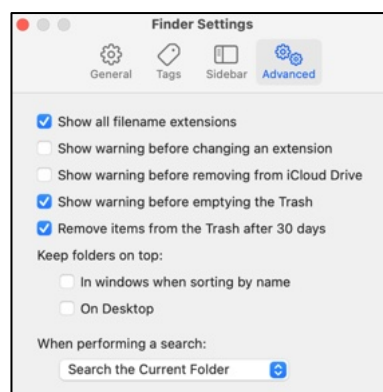 Finder Settings
General Tags Sidebar Advanced
Show all filename extensions
Show warning before changing an extension
Show warning before removing from iCloud Drive
Show warning before emptying the Trash
Remove items from the Trash after 30 days
Keep folders on top:
In windows when sorting by name
On Desktop
When performing a search:
Search the Current Folder